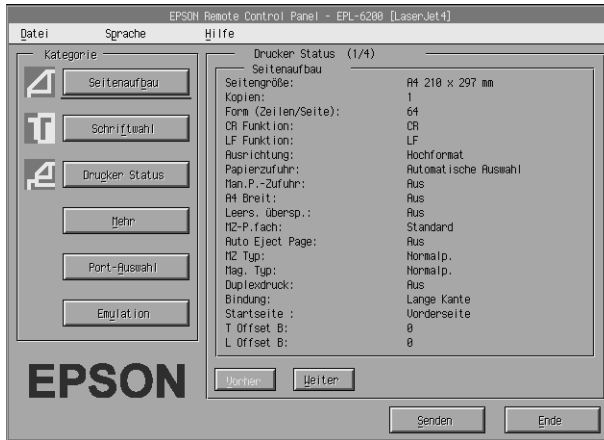 EPSON Remote Control Panel - EPL-6200 [LaserJet4]
Datei Sprache Hilfe
Kategorie
Seitenaufbau
Schriftwahl
Drucker Status
Mehr
Port-Auswahl
Emulation
EPSON
Drucker Status (1/4)
Seitenaufbau
Seitengröße: A4 210 x 297 mm
Kopien: 1
Form (Zeilen/Seite): 64
CR Funktion: CR
LF Funktion: LF
Ausrichtung: Hochformat
Papierzufuhr: Automatische Auswahl
Man.P.-Zufuhr: Aus
A4 Breit: Aus
Leers. übersp.: Aus
MZ-P.fach: Standard
Auto Eject Page: Aus
MZ Typ: Normalp.
Mag. Typ: Normalp.
Duplexdruck: Aus
Bindung: Lange Kante
Startseite : Vorderseite
T Offset B: 0
L Offset B: 0
Vorher Weiter
Senden Ende